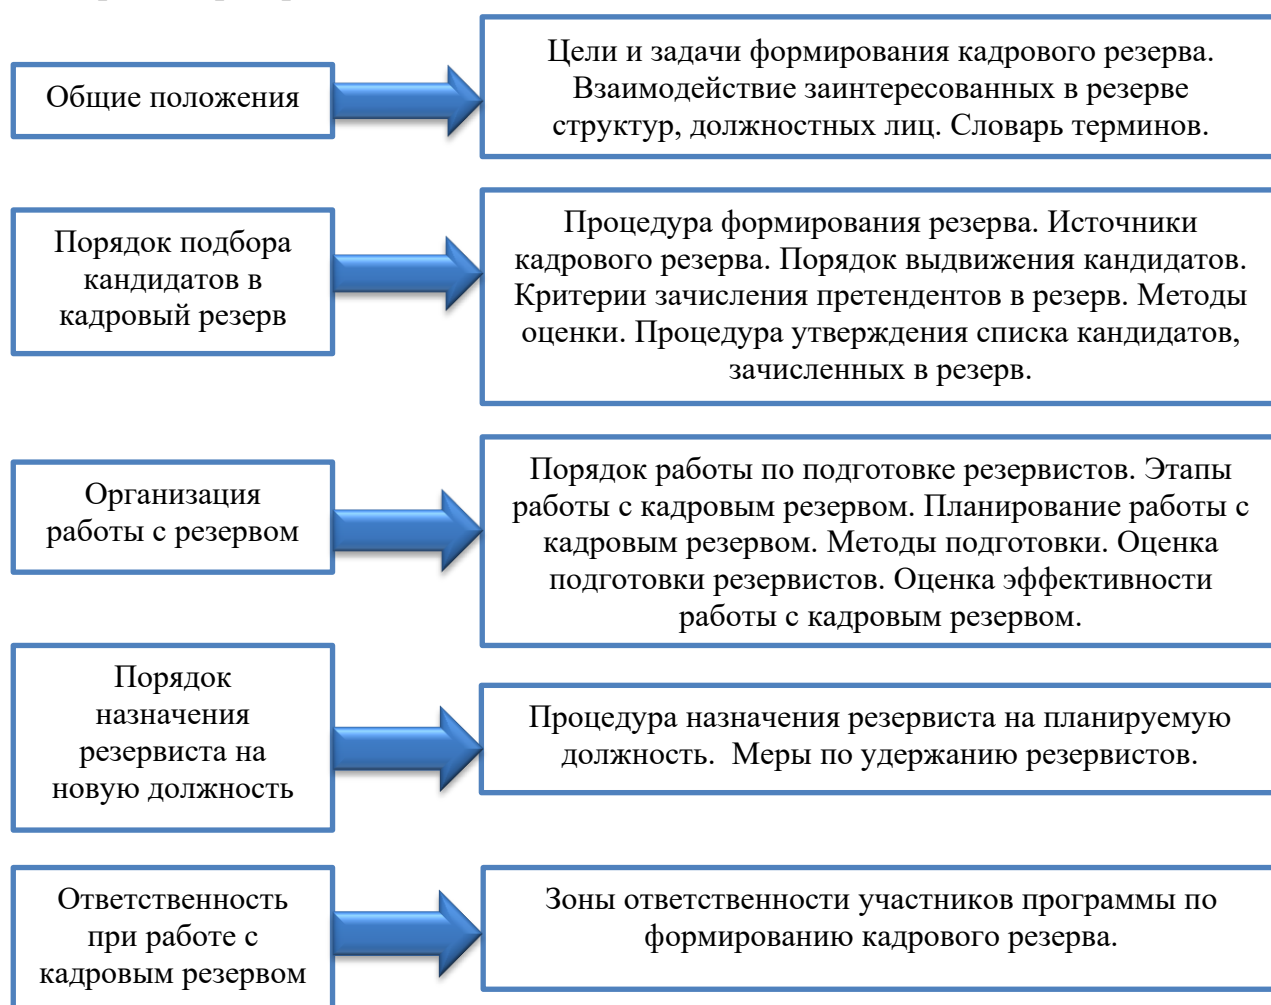 Общие положения
Цели и задачи формирования кадрового резерва.
Взаимодействие заинтересованных в резерве
структур, должностных лиц. Словарь терминов.
Порядок подбора
кандидатов в
кадровый резерв
Процедура формирования резерва. Источники
кадрового резерва. Порядок выдвижения кандидатов.
Критерии зачисления претендентов в резерв. Методы
оценки. Процедура утверждения списка кандидатов,
зачисленных в резерв.
Организация
работы с резервом
Порядок работы по подготовке резервистов. Этапы
работы с кадровым резервом. Планирование работы с
кадровым резервом. Методы подготовки. Оценка
подготовки резервистов. Оценка эффективности
работы с кадровым резервом.
Порядок
назначения
резервиста на
новую должность
Процедура назначения резервиста на планируемую
должность.  Меры по удержанию резервистов.
Ответственность
при работе с
кадровым резервом
Зоны ответственности участников программы по
формированию кадрового резерва.